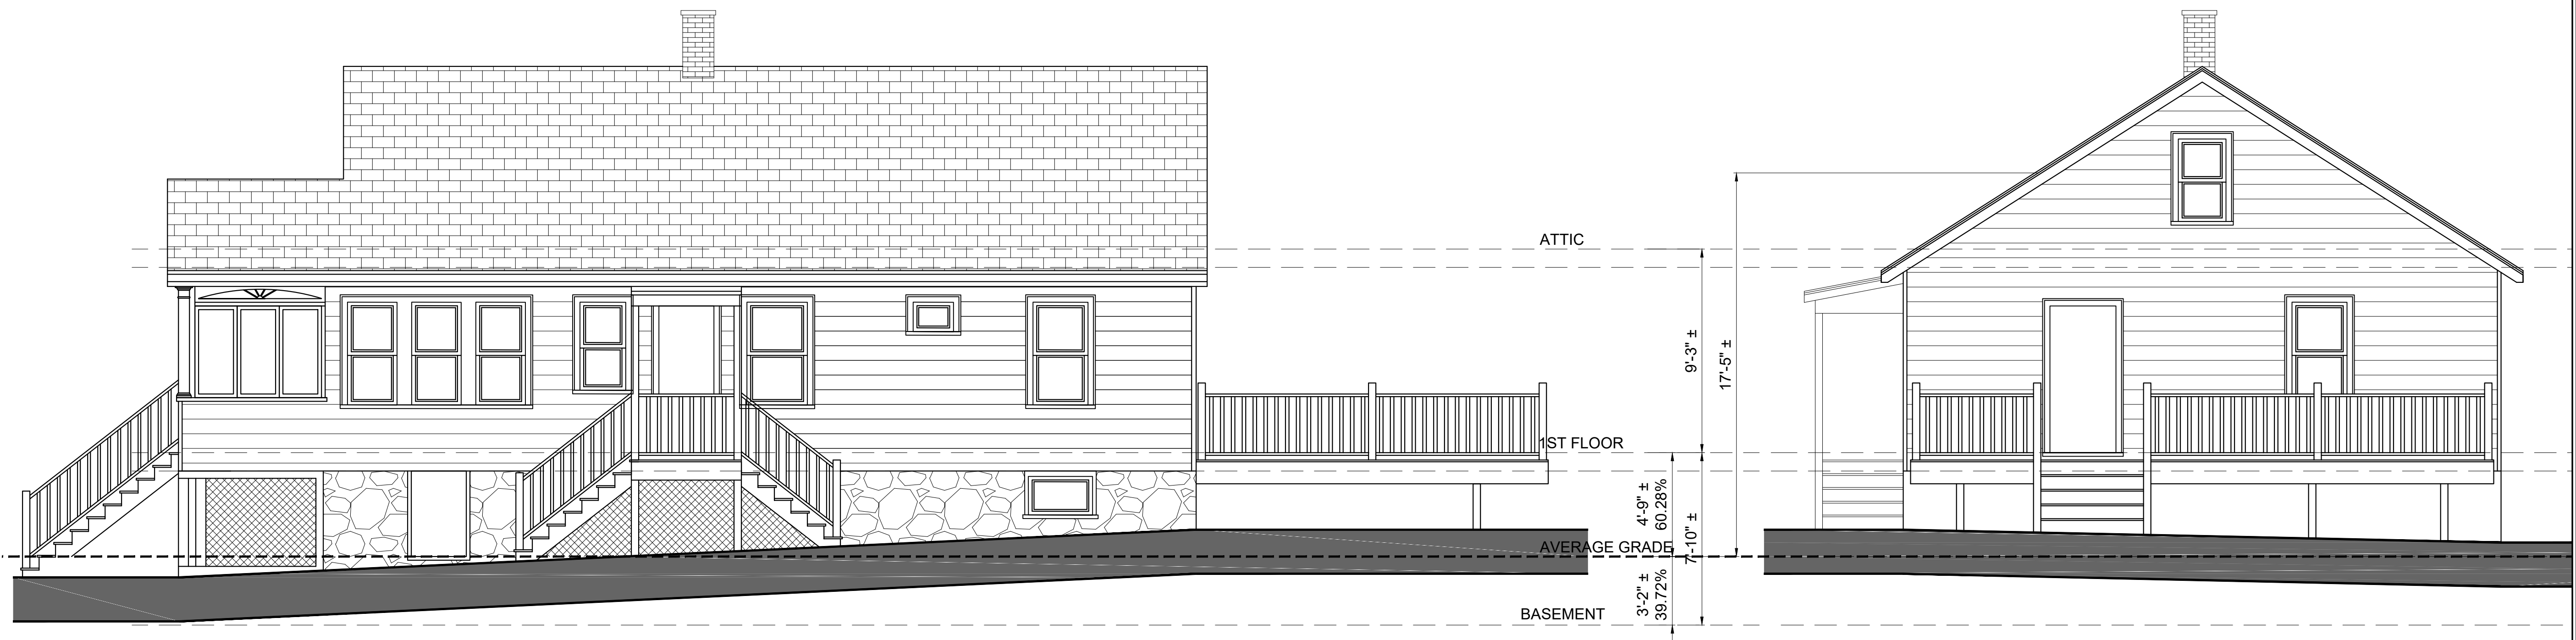 ATTIC
9'-3" ±
17'-5" ±
1ST FLOOR
4'-9" ±
60.28%
7'-10" ±
AVERAGE GRADE
3'-2" ±
39.72%
BASEMENT